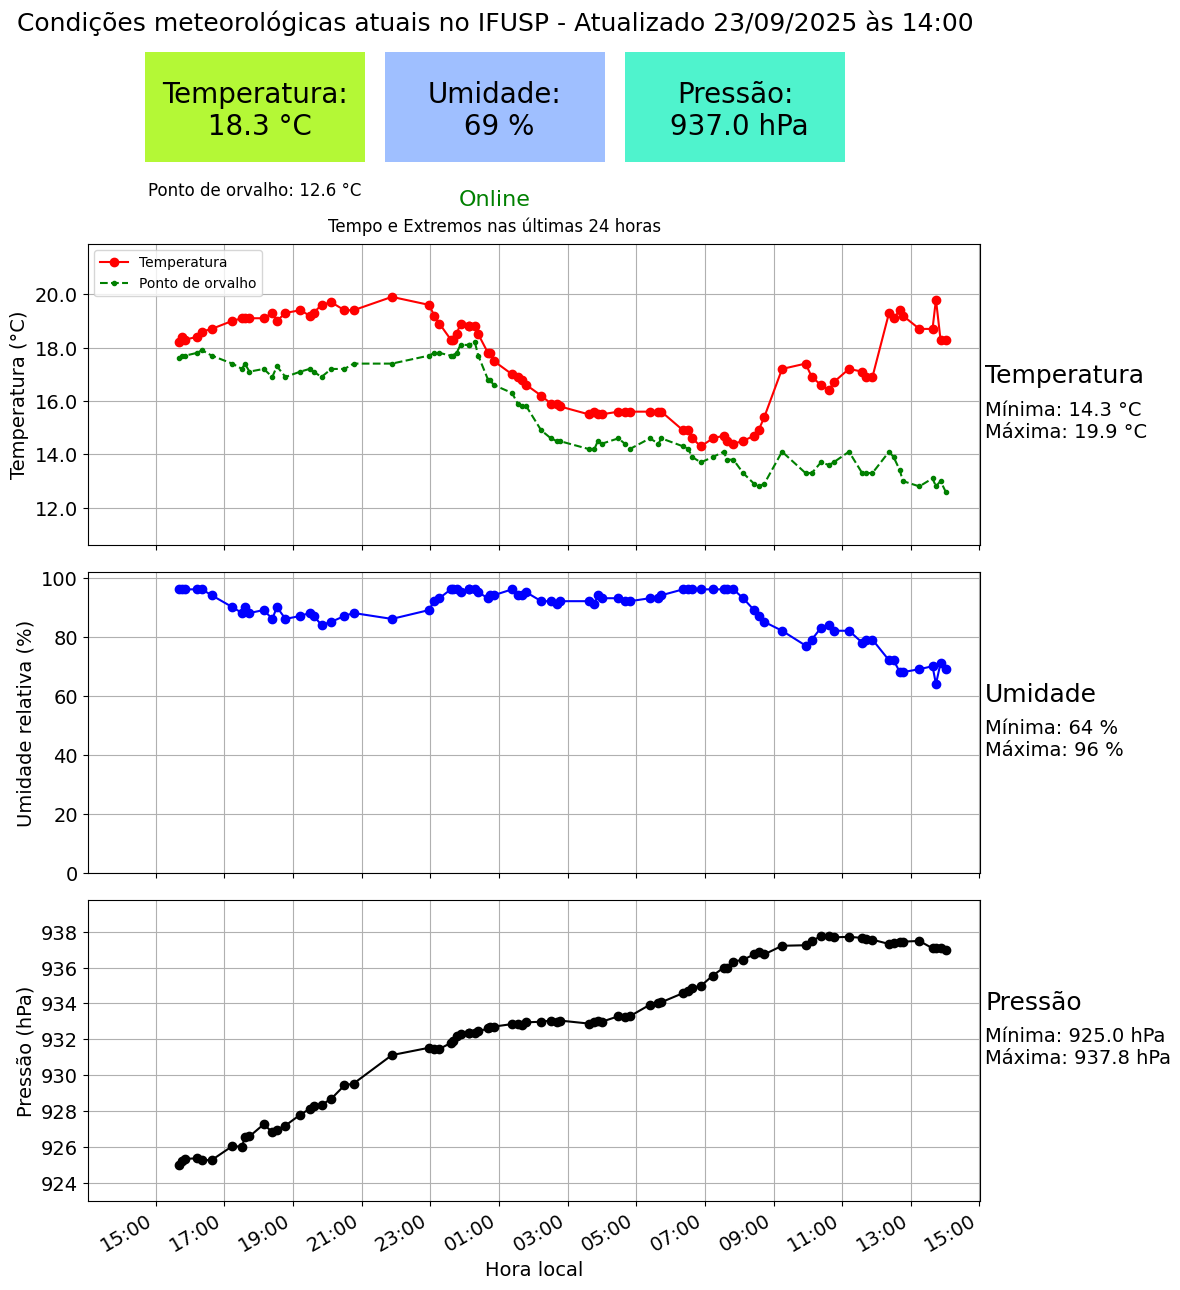 Condições meteorológicas atuais no IFUSP - Atualizado 23/09/2025 às 14:00
Temperatura:
18.3 °C
Umidade:
69 %
Pressão:
937.0 hPa
Ponto de orvalho: 12.6 °C
Online
Tempo e Extremos nas últimas 24 horas
Temperatura
Ponto de orvalho
Temperatura (°C)
20.0
18.0
16.0
14.0
12.0
Temperatura
Mínima: 14.3 °C
Máxima: 19.9 °C
Umidade relativa (%)
100
80
60
40
20
0
Umidade
Mínima: 64 %
Máxima: 96 %
Pressão (hPa)
938
936
934
932
930
928
926
924
Pressão
Mínima: 925.0 hPa
Máxima: 937.8 hPa
15:00
17:00
19:00
21:00
23:00
01:00
03:00
05:00
07:00
09:00
11:00
13:00
15:00
Hora local